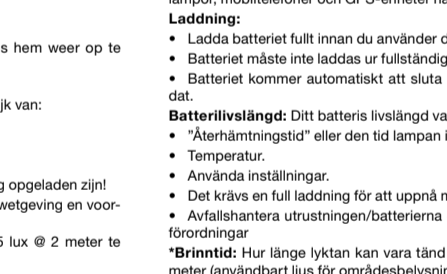 s hem weer op te
jk van:
g opgeladen zijn!
wetgeving en voor-
5 lux @ 2 meter te
lampor, mobiltelefoner och GPS-enheter
Laddning:
• Ladda batteriet fullt innan du använder
• Batteriet måste inte laddas ur fullständig
• Batteriet kommer automatiskt att sluta
dat.
Batterilivslängd: Ditt batteris livslängd va
• ”Återhämtningstid” eller den tid lampan
• Temperatur.
• Använda inställningar.
• Det krävs en full laddning för att uppnå
• Avfallshantera utrustningen/batterierna
förordningar
*Brinntid: Hur länge lyktan kan vara tänd
meter (användbart ljus för områdesbelysnin